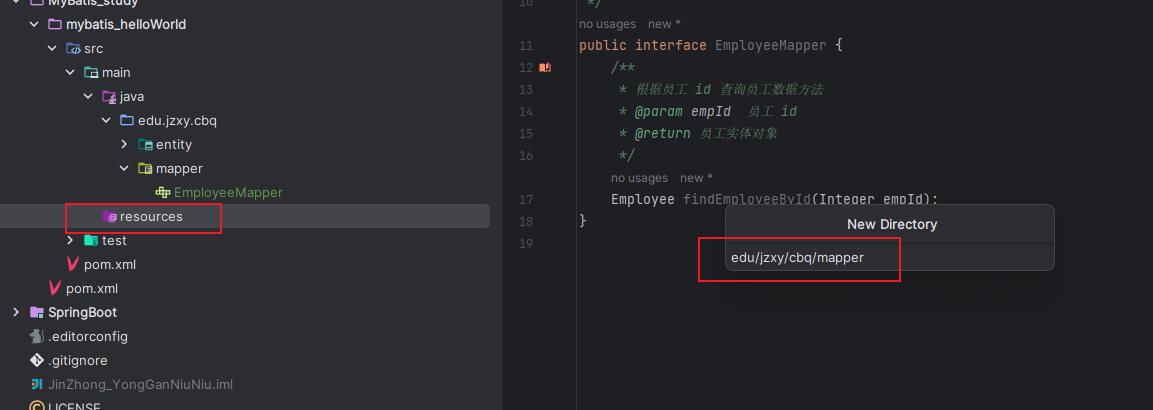 MyBatis_study
mybatis_helloWorld
src
main
java
edu.jzxy.cbq
entity
mapper
EmployeeMapper
resources
test
pom.xml
pom.xml
SpringBoot
.editorconfig
.gitignore
JinZhong_YongGanNiuNiu.iml
LICENSE
10 */
no usages new *
11 public interface EmployeeMapper {
12 /**
13 * 根据员工 id 查询员工数据方法
14 * @param empId 员工 id
15 * @return 员工实体对象
16 */
no usages new *
17 Employee findEmployeeById(Integer empId);
18 }
19
New Directory
edu/jzxy/cbq/mapper